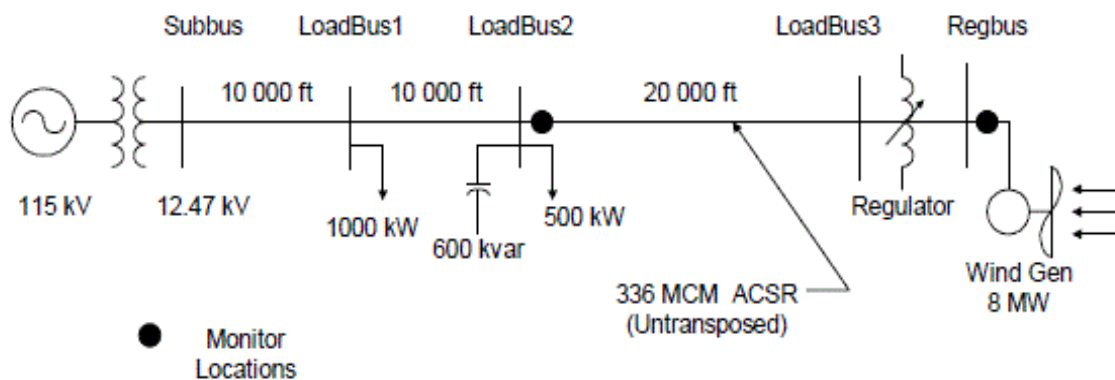 Subbus
LoadBus1
LoadBus2
LoadBus3
Regbus
10 000 ft
10 000 ft
20 000 ft
115 kV
12.47 kV
1000 kW
600 kvar
500 kW
Regulator
336 MCM ACSR
(Untransposed)
Wind Gen
8 MW
Monitor
Locations